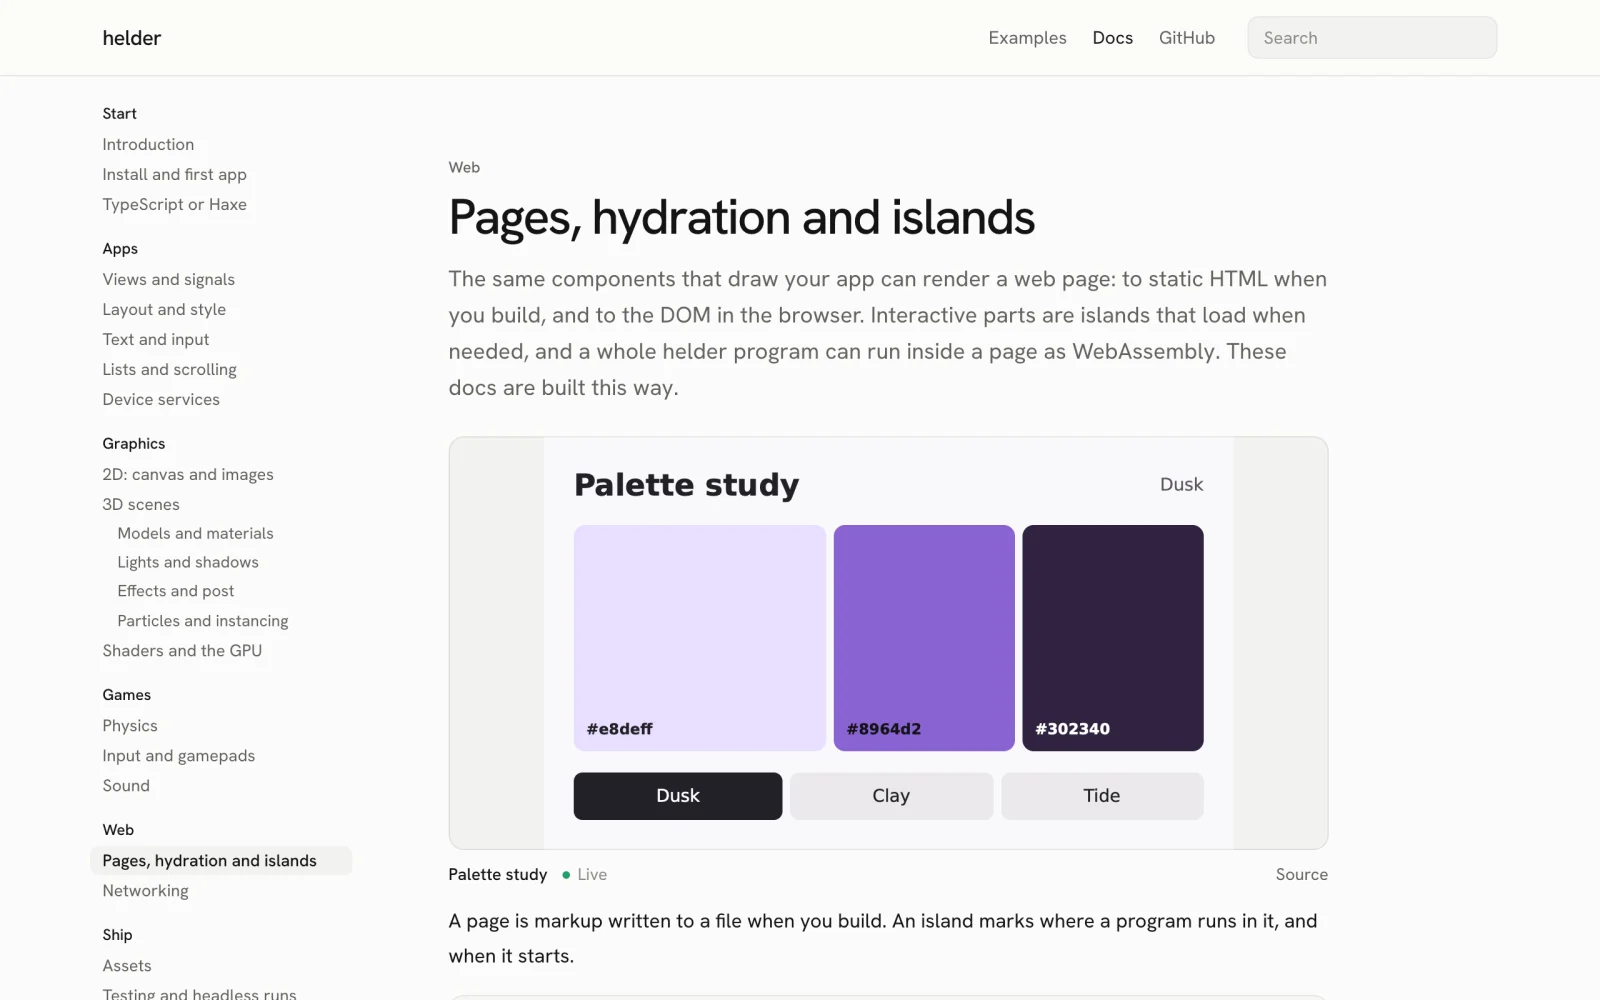 helder
Examples
Docs
GitHub
Search
Start
Introduction
Install and first app
TypeScript or Haxe
Apps
Views and signals
Layout and style
Text and input
Lists and scrolling
Device services
Graphics
2D: canvas and images
3D scenes
Models and materials
Lights and shadows
Effects and post
Particles and instancing
Shaders and the GPU
Games
Physics
Input and gamepads
Sound
Web
Pages, hydration and islands
Networking
Ship
Assets
Testing and headless runs
Web
Pages, hydration and islands
The same components that draw your app can render a web page: to static HTML when
you build, and to the DOM in the browser. Interactive parts are islands that load when
needed, and a whole helder program can run inside a page as WebAssembly. These
docs are built this way.
Palette study
Dusk
#e8deff
#8964d2
#302340
Dusk
Clay
Tide
Palette study
Live
Source
A page is markup written to a file when you build. An island marks where a program runs in it, and
when it starts.